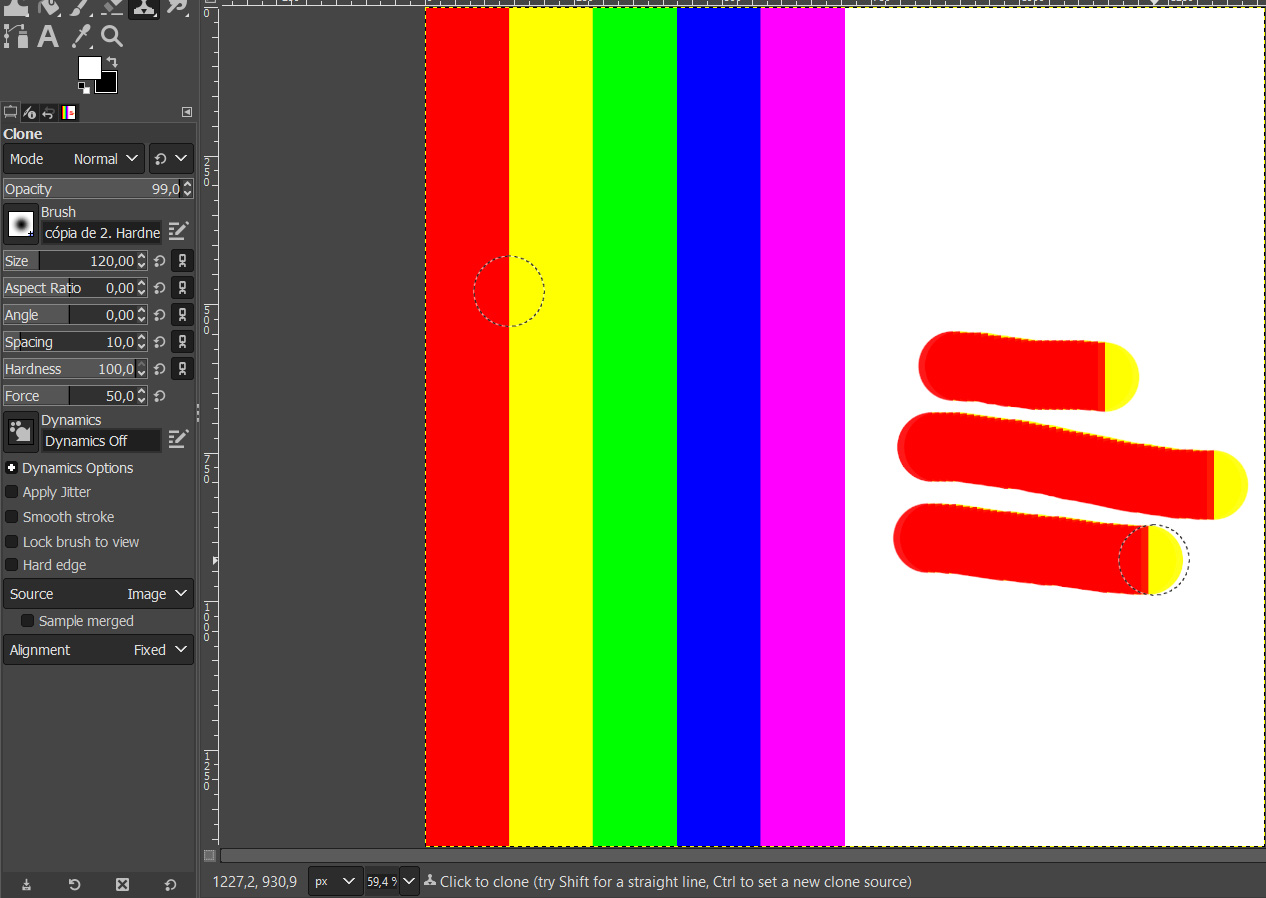 A
Clone
Mode Normal
Opacity 99,0
Brush
cópia de 2. Hardne
Size 120,00
Aspect Ratio 0,00
Angle 0,00
Spacing 10,0
Hardness 100,0
Force 50,0
Dynamics
Dynamics Off
Dynamics Options
Apply Jitter
Smooth stroke
Lock brush to view
Hard edge
Source Image
Sample merged
Alignment Fixed
0
250
500
750
1000
1250
1227,2, 930,9 px 59,4 % Click to clone (try Shift for a straight line, Ctrl to set a new clone source)